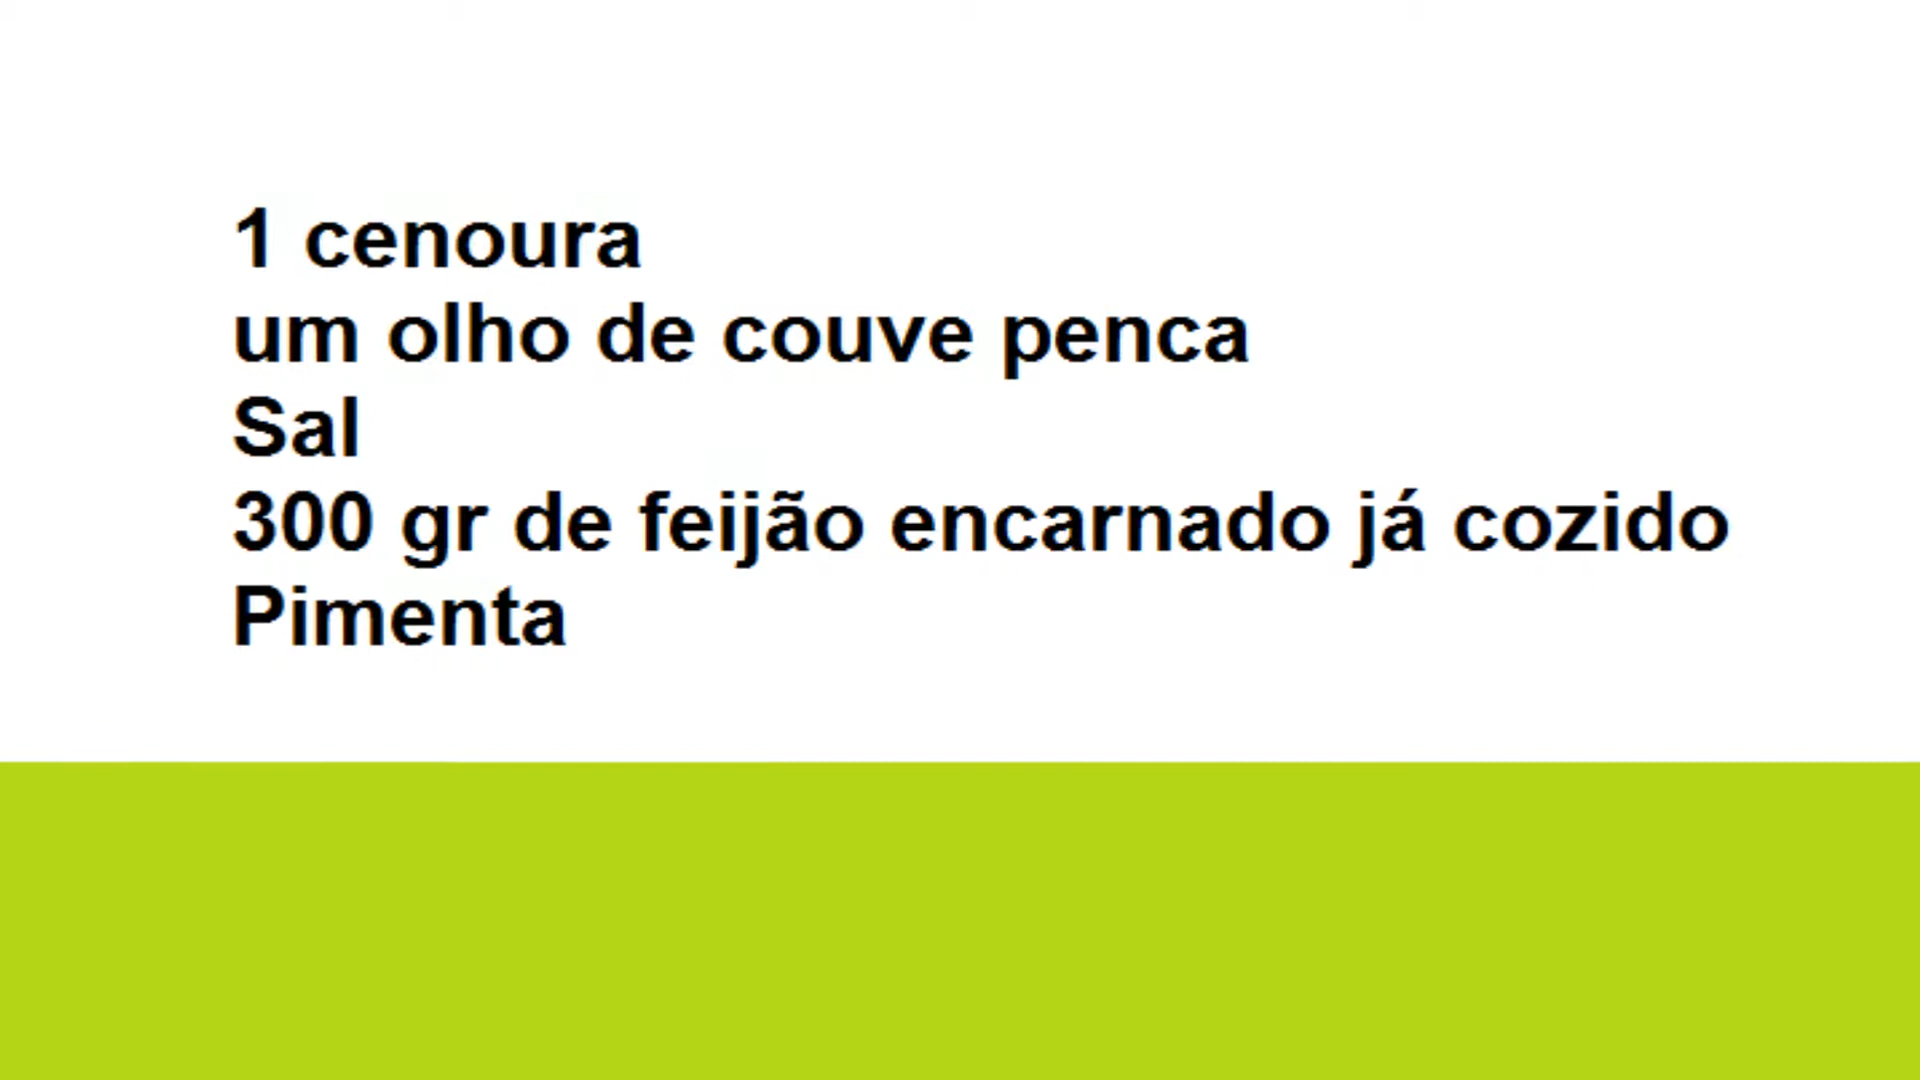 1 cenoura
um olho de couve penca
Sal
300 gr de feijão encarnado já cozido
Pimenta